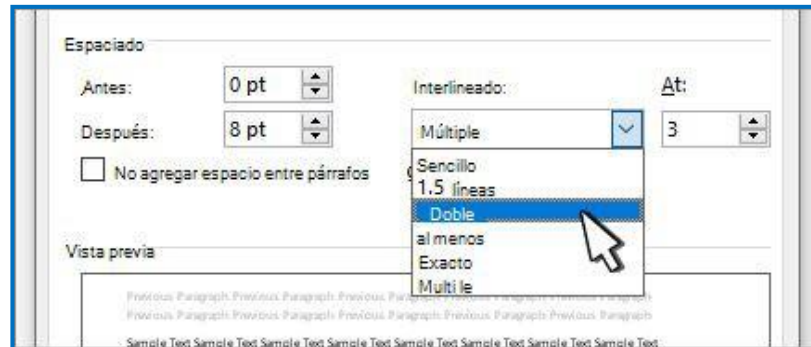 Espaciado
Antes: 0 pt Interlineado: At:
Después: 8 pt Múltiple 3
No agregar espacio entre párrafos
Sencillo
1.5 líneas
Doble
al menos
Exacto
Multi le
Vista previa
Previous Paragraph Previous Paragraph Previous Paragraph Previous Paragraph Previous Paragraph
Previous Paragraph Previous Paragraph Previous Paragraph Previous Paragraph Previous Paragraph
Sample Text Sample Text Sample Text Sample Text Sample Text Sample Text Sample Text Sample Text